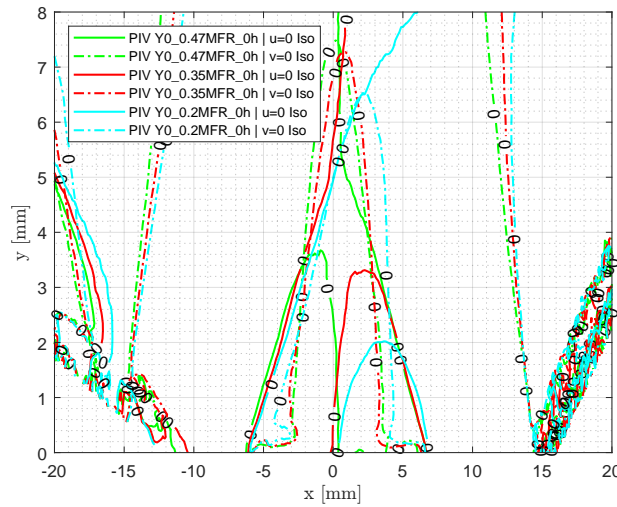 8
7
6
5
4
3
2
1
0
y [mm]
PIV Y0_0.47MFR_0h | u=0 Iso
PIV Y0_0.47MFR_0h | v=0 Iso
PIV Y0_0.35MFR_0h | u=0 Iso
PIV Y0_0.35MFR_0h | v=0 Iso
PIV Y0_0.2MFR_0h | u=0 Iso
PIV Y0_0.2MFR_0h | v=0 Iso
-20 -15 -10 -5 0 5 10 15 20
x [mm]